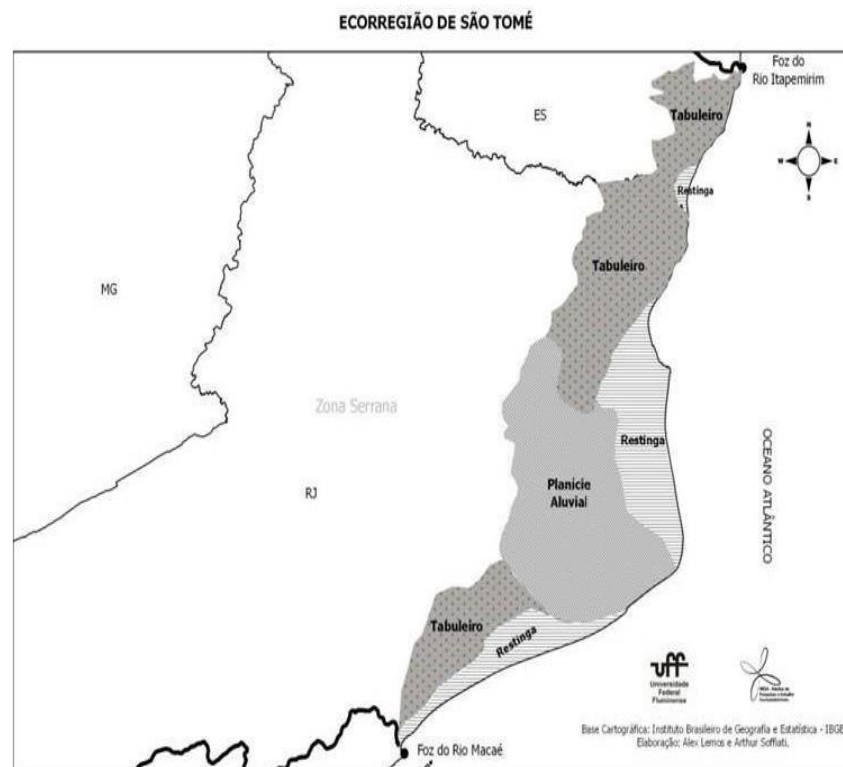 ECORREGIÃO DE SÃO TOMÉ
Foz do
Rio Itapemirim
Tabuleiro
ES
N
W
E
S
Restinga
Tabuleiro
MG
Zona Serrana
Restinga
OCEANO ATLÂNTICO
Planície
Aluvial
RJ
Tabuleiro
Restinga
uff
Universidade
Federal
Fluminense
Base Cartográfica: Instituto Brasileiro de Geografia e Estatística - IBGE
Elaboração: Alex Lemos e Arthur Soffiati.
Foz do Rio Macaé